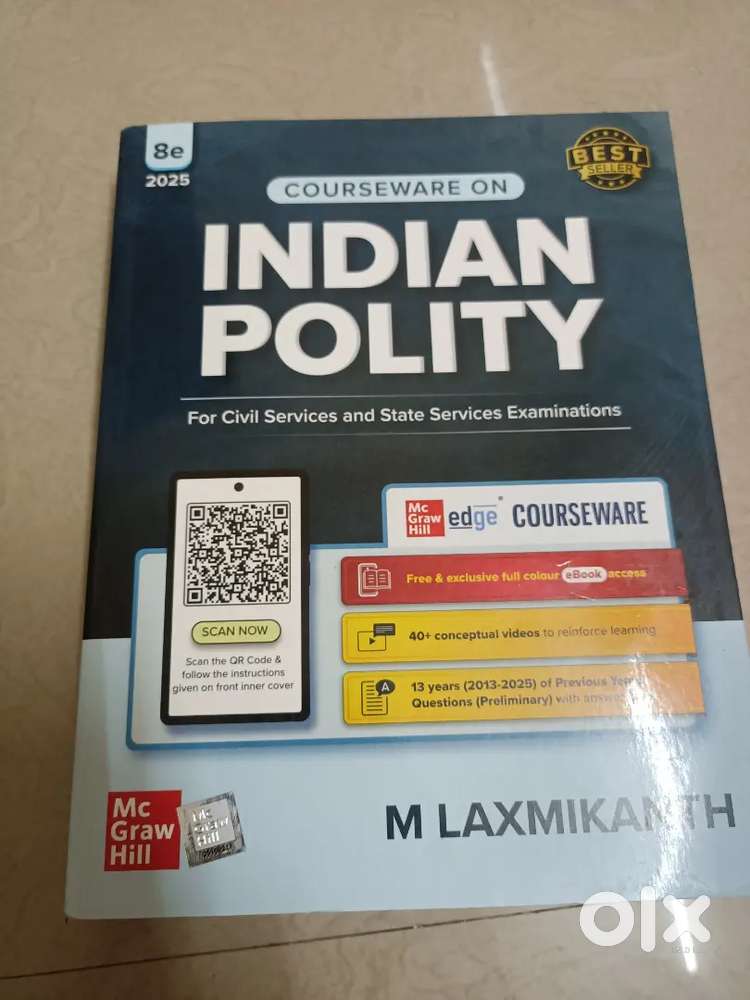 8e
2025
BEST
SELLER
COURSEWARE ON
INDIAN
POLITY
For Civil Services and State Services Examinations
Mc
Graw
Hill
edge COURSEWARE
Free & exclusive full colour eBook access
40+ conceptual videos to reinforce learning
13 years (2013-2025) of Previous Year
Questions (Preliminary) with
SCAN NOW
Scan the QR Code &
follow the instructions
given on front inner cover
Mc
Graw
Hill
Mc
Graw
Hill
M LAXMIKANTH
olx